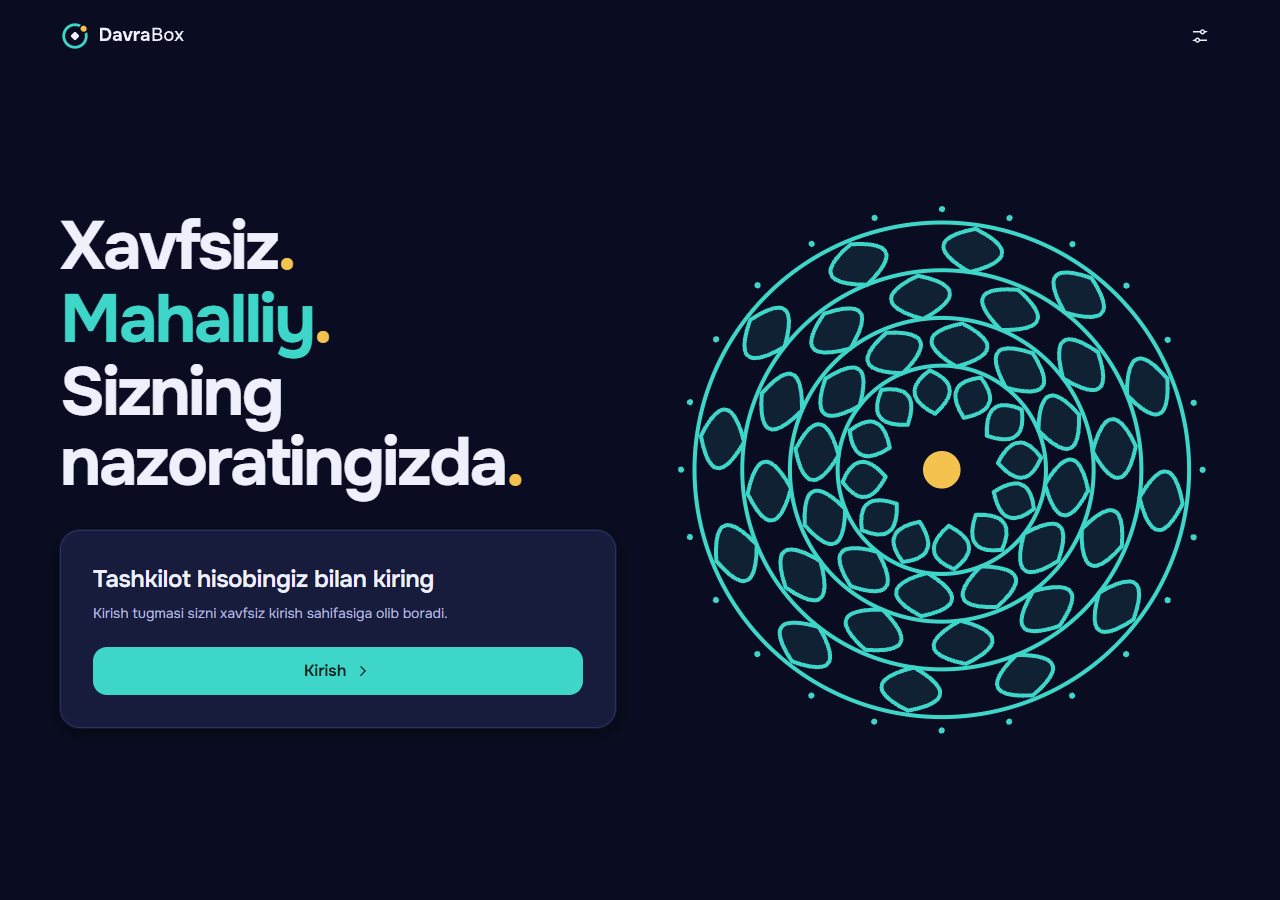 DavraBox
Xavfsiz.
Mahalliy.
Sizning
nazoratingizda.
Tashkilot hisobingiz bilan kiring
Kirish tugmasi sizni xavfsiz kirish sahifasiga olib boradi.
Kirish